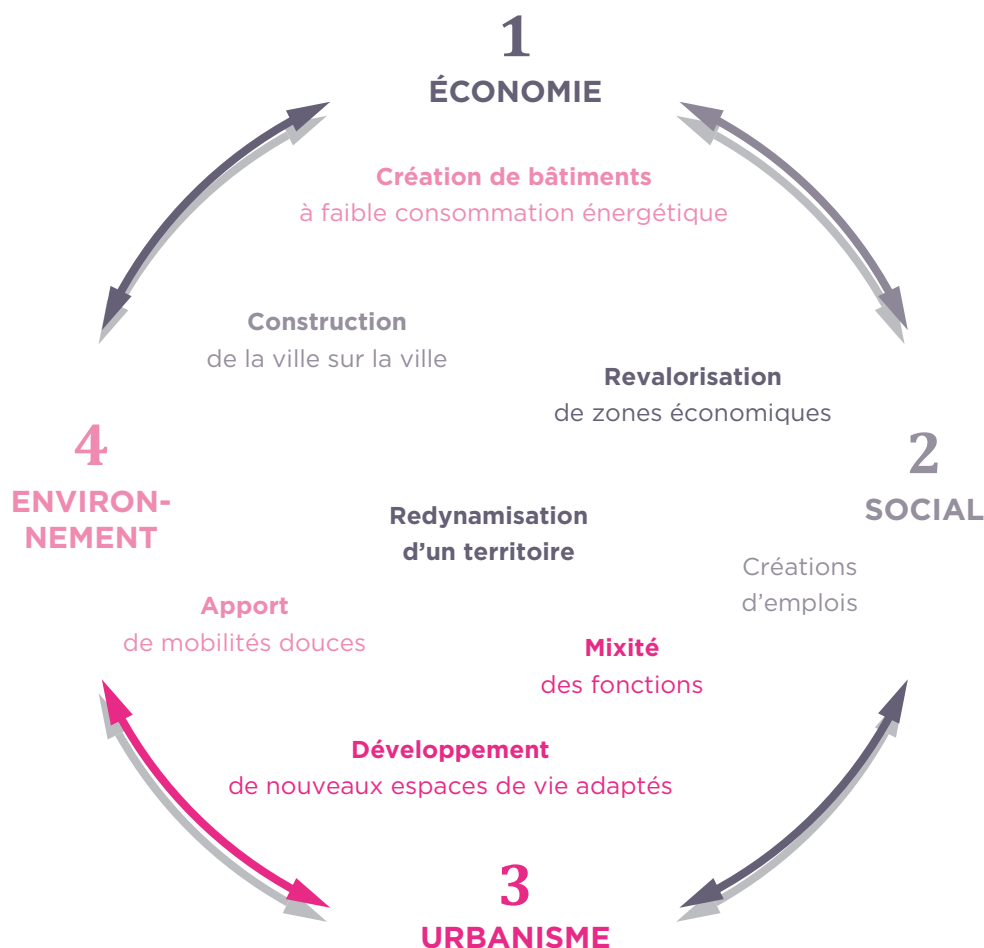 1
ÉCONOMIE
Création de bâtiments
à faible consommation énergétique
Construction
de la ville sur la ville
Revalorisation
de zones économiques
4
ENVIRON-
NEMENT
2
SOCIAL
Redynamisation
d’un territoire
Créations
d’emplois
Apport
de mobilités douces
Mixité
des fonctions
Développement
de nouveaux espaces de vie adaptés
3
URBANISME